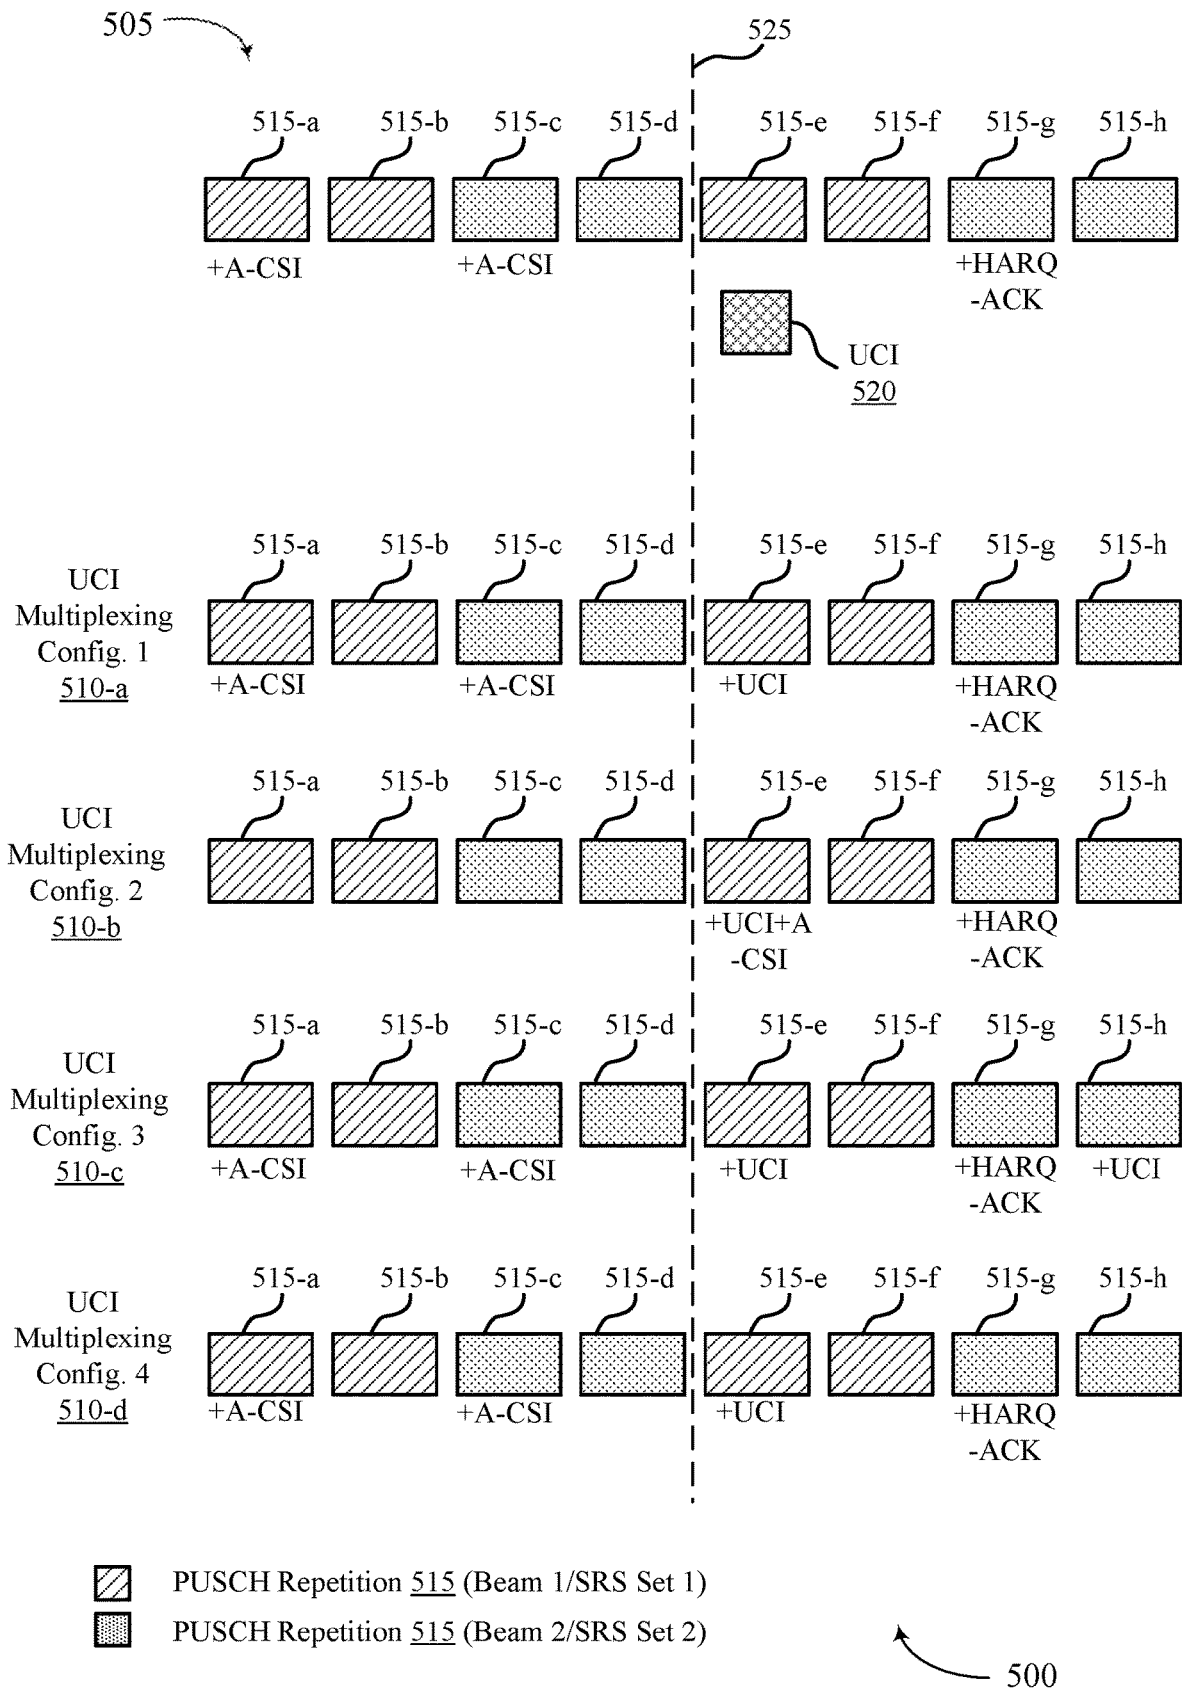 505
525
515-a 515-b 515-c 515-d 515-e 515-f 515-g 515-h
+A-CSI +A-CSI +HARQ
-ACK
UCI
520
515-a 515-b 515-c 515-d 515-e 515-f 515-g 515-h
UCI
Multiplexing
Config. 1
510-a
+A-CSI +A-CSI +UCI +HARQ
-ACK
515-a 515-b 515-c 515-d 515-e 515-f 515-g 515-h
UCI
Multiplexing
Config. 2
510-b
+UCI+A
-CSI
+HARQ
-ACK
515-a 515-b 515-c 515-d 515-e 515-f 515-g 515-h
UCI
Multiplexing
Config. 3
510-c
+A-CSI +A-CSI +UCI +HARQ
-ACK
+UCI
515-a 515-b 515-c 515-d 515-e 515-f 515-g 515-h
UCI
Multiplexing
Config. 4
510-d
+A-CSI +A-CSI +UCI +HARQ
-ACK
PUSCH Repetition 515 (Beam 1/SRS Set 1)
PUSCH Repetition 515 (Beam 2/SRS Set 2)
500